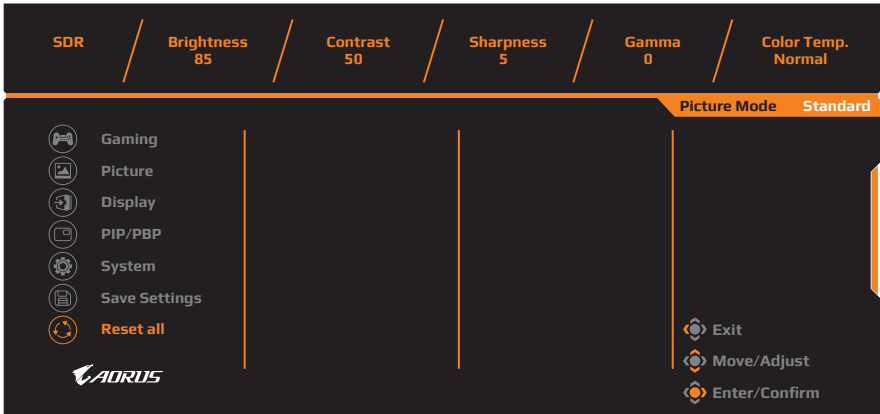 SDR Brightness Contrast Sharpness Gamma Color Temp.
85 50 5 0 Normal
Picture Mode Standard
Gaming
Picture
Display
PIP/PBP
System
Save Settings
Reset all
AORUS
Exit
Move/Adjust
Enter/Confirm